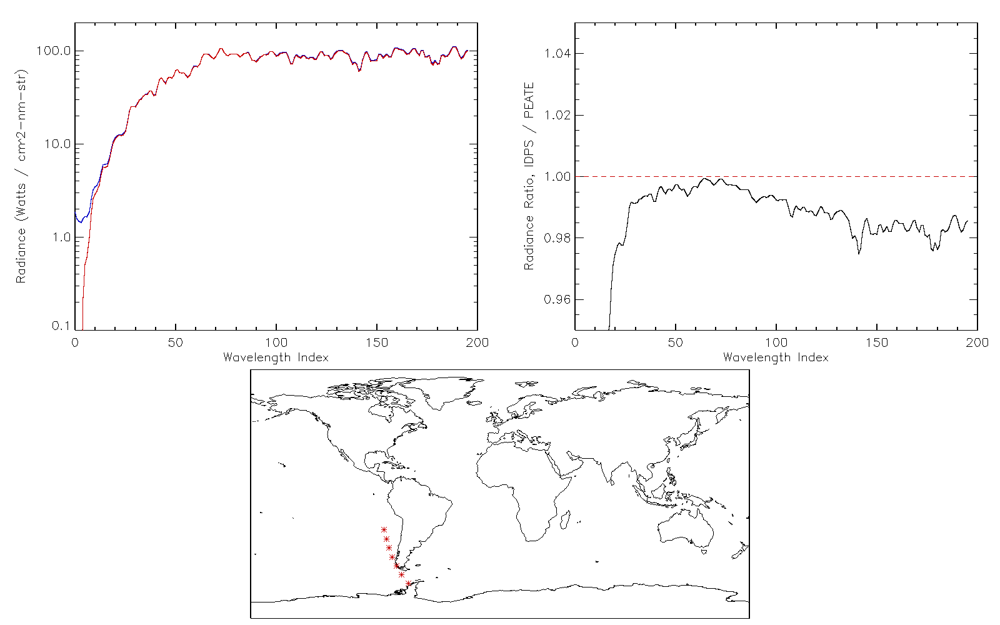 Radiance (Watts / cm^2-nm-str)
100.0
10.0
1.0
0.1
0 50 100 150 200
Wavelength Index
Radiance Ratio, IDPS / PEATE
1.04
1.02
1.00
0.98
0.96
0 50 100 150 200
Wavelength Index